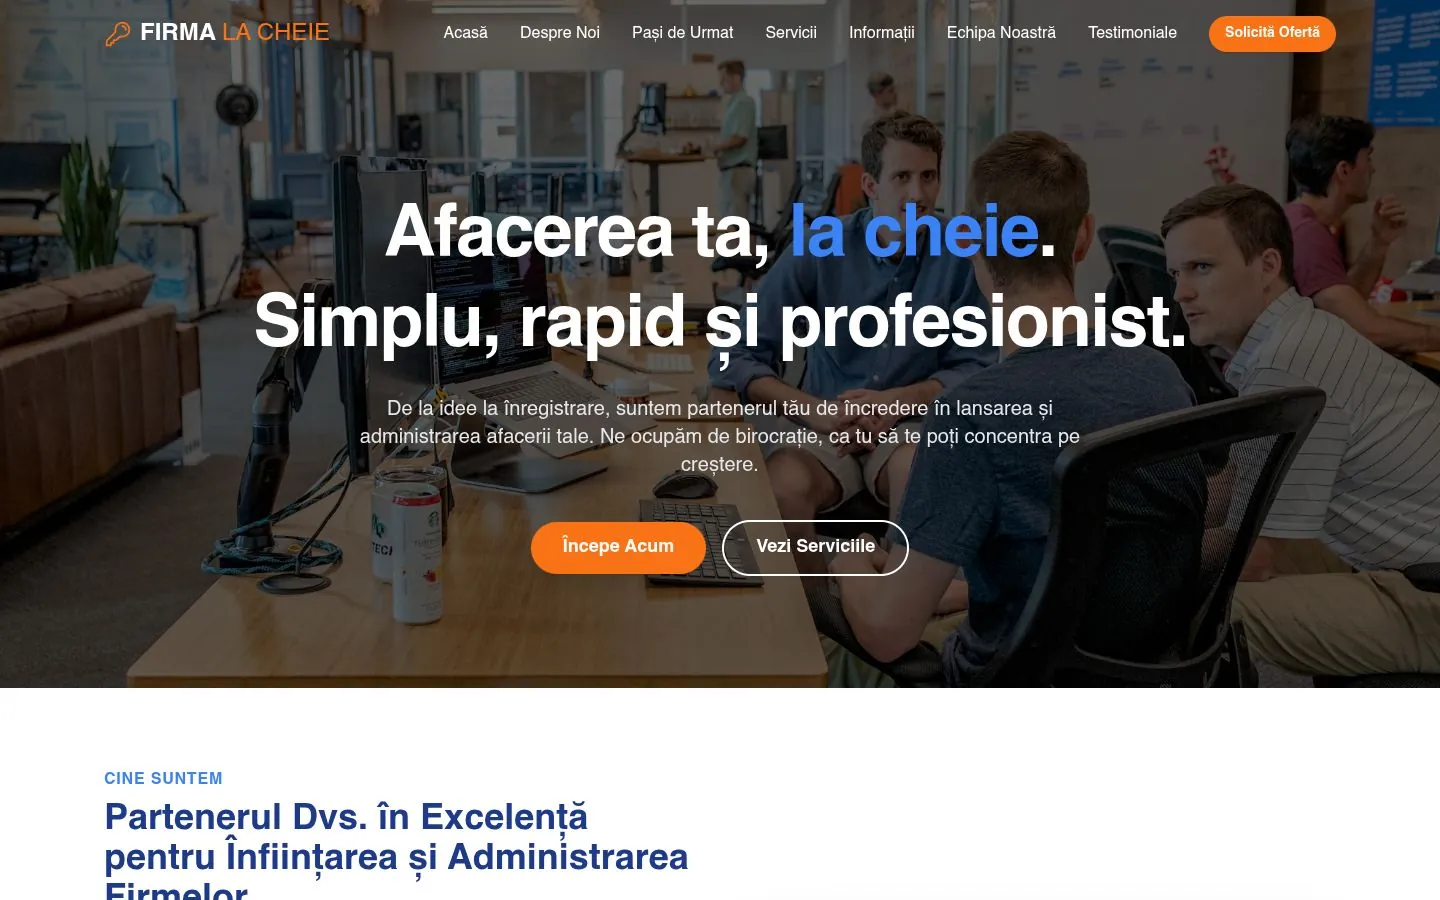 FIRMA LA CHEIE
Acasă
Despre Noi
Pași de Urmat
Servicii
Informații
Echipa Noastră
Testimoniale
Solicită Ofertă
Afacerea ta, la cheie.
Simplu, rapid și profesionist.
De la idee la înregistrare, suntem partenerul tău de încredere în lansarea și
administrarea afacerii tale. Ne ocupăm de birocrație, ca tu să te poți concentra pe
creștere.
Începe Acum
Vezi Serviciile
CINE SUNTEM
Partenerul Dvs. în Excelență
pentru Înființarea și Administrarea
Firmelor